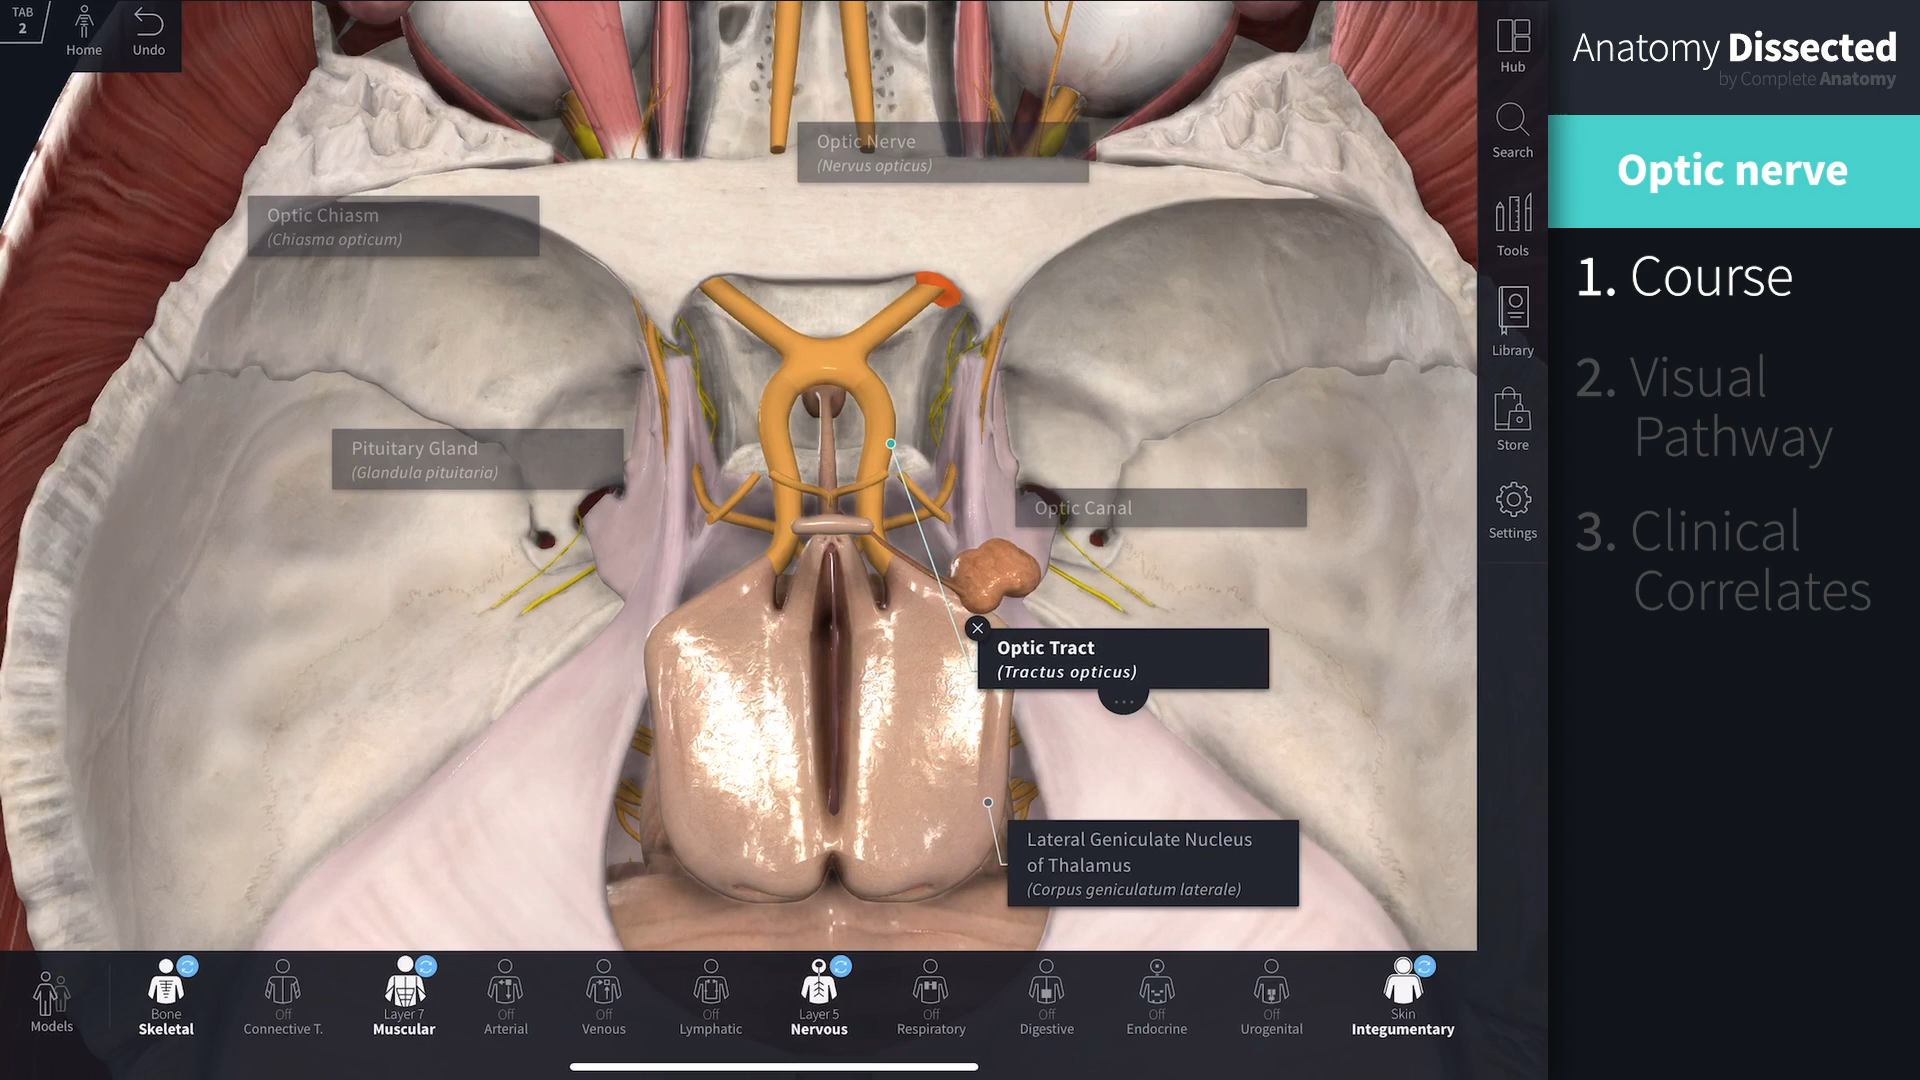 TAB
2
Home
Undo
Optic Nerve
(Nervus opticus)
Optic Chiasm
(Chiasma opticum)
Pituitary Gland
(Glandula pituitaria)
Optic Canal
Optic Tract
(Tractus opticus)
...
Lateral Geniculate Nucleus
of Thalamus
(Corpus geniculatum laterale)
Hub
Search
Tools
Library
Store
Settings
Anatomy Dissected
by Complete Anatomy
Optic nerve
1. Course
2. Visual
Pathway
3. Clinical
Correlates
Models
Bone
Skeletal
Off
Connective T.
Layer 7
Muscular
Off
Arterial
Off
Venous
Off
Lymphatic
Layer 5
Nervous
Off
Respiratory
Off
Digestive
Off
Endocrine
Off
Urogenital
Skin
Integumentary